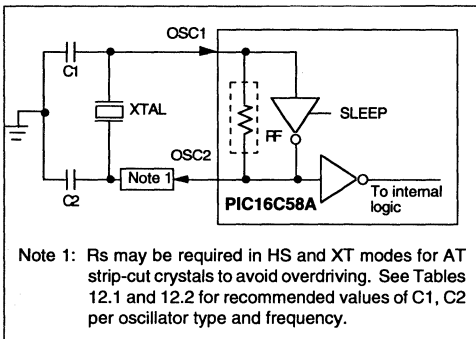 OSC1
C1
XTAL
SLEEP
RF
OSC2
C2
Note 1
To internal
logic
PIC16C58A
Note 1: Rs may be required in HS and XT modes for AT
strip-cut crystals to avoid overdriving. See Tables
12.1 and 12.2 for recommended values of C1, C2
per oscillator type and frequency.